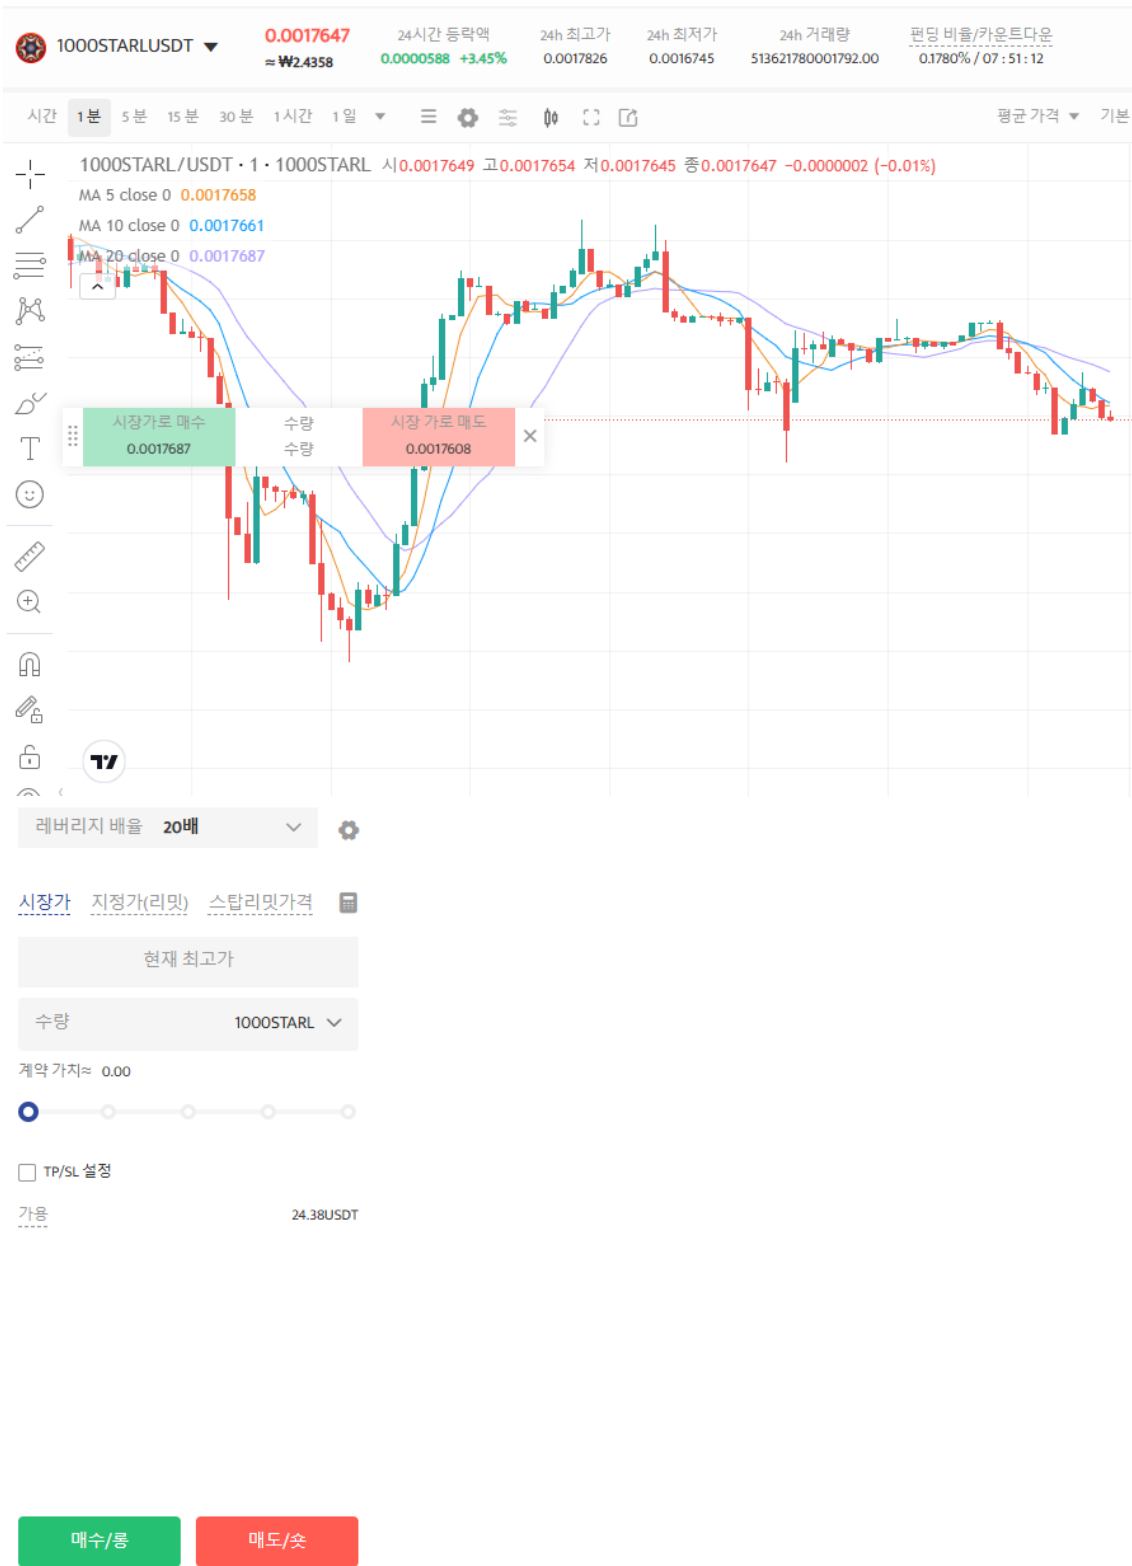 1000STARLUSDT
0.0017647
≈ ₩2.4358
24시간 등락액
0.0000588 +3.45%
24h 최고가
0.0017826
24h 최저가
0.0016745
24h 거래량
513621780001792.00
펀딩 비율/카운트다운
0.1780% / 07 : 51 : 12
시간 1분 5분 15분 30분 1시간 1일
평균 가격 기본
1000STARL/USDT · 1 · 1000STARL 시0.0017649 고0.0017654 저0.0017645 종0.0017647 −0.0000002 (−0.01%)
MA 5 close 0 0.0017658
MA 10 close 0 0.0017661
MA 20 close 0 0.0017687
시장가로 매수
0.0017687
수량
수량
시장 가로 매도
0.0017608
레버리지 배율 20배
시장가 지정가(리밋) 스탑리밋가격
현재 최고가
수량 1000STARL
계약 가치≈ 0.00
TP/SL 설정
가용 24.38USDT
매수/롱 매도/숏